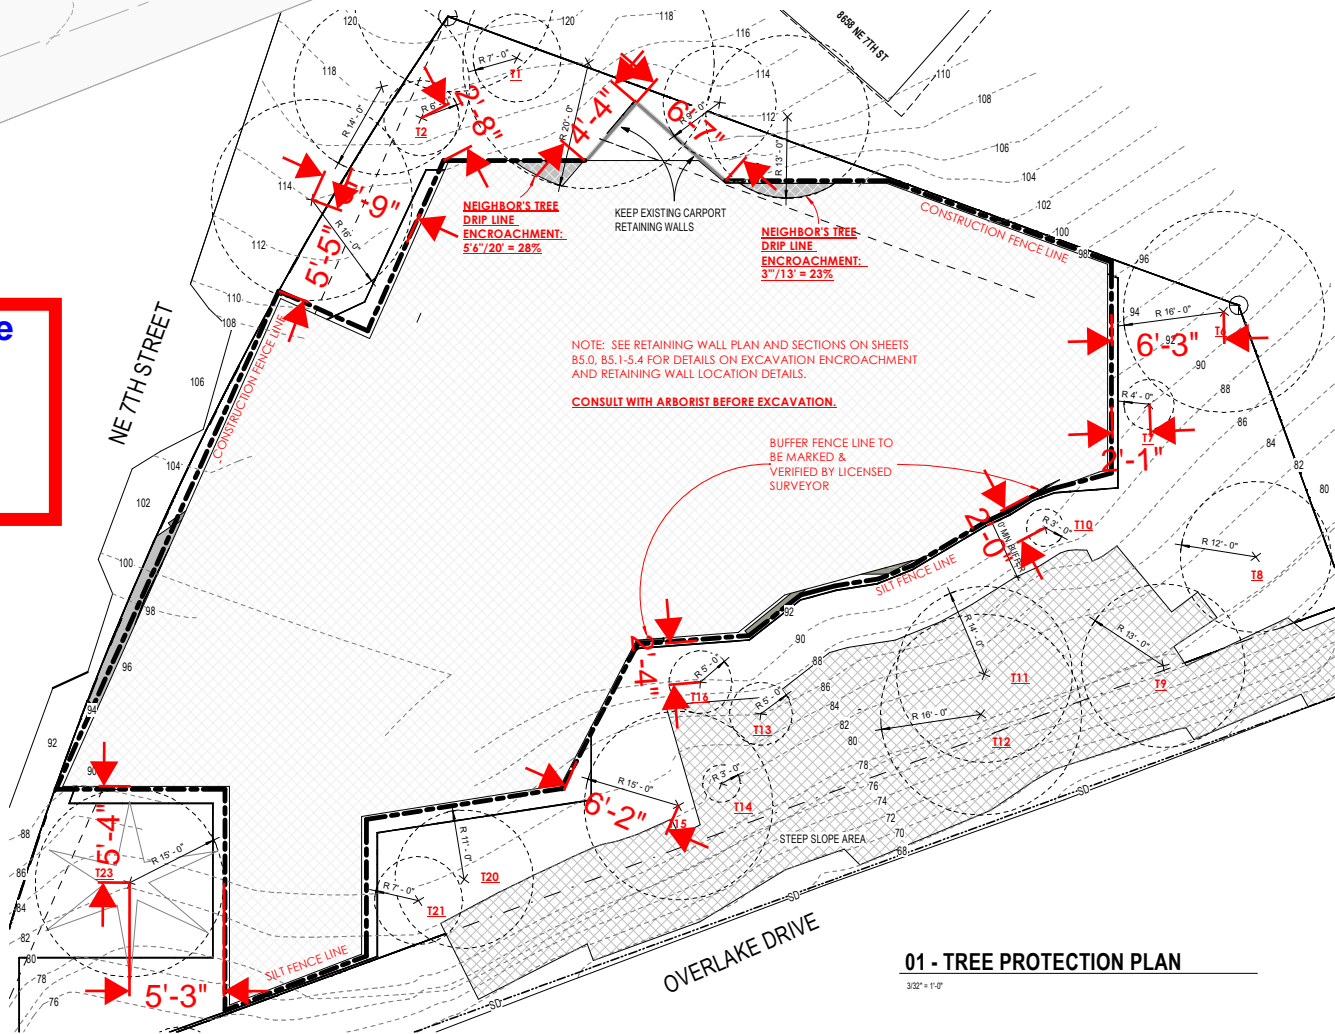 8658 NE 7TH ST
120
120
118
116
118
114
110
108
112
114
104
102
100
98
96
112
110
108
106
104
102
100
98
96
94
92
90
88
86
84
82
80
78
76
R 7' - 0"
T1
T2
2'-8"
R 14' - 0"
R 20' - 0"
4'-4"
6'-7"
R 13' - 0"
5'-5"
R 16' - 0"
NEIGHBOR'S TREE
DRIP LINE
ENCROACHMENT:
5'6"/20' = 28%
KEEP EXISTING CARPORT
RETAINING WALLS
NEIGHBOR'S TREE
DRIP LINE
ENCROACHMENT:
3'"/13' = 23%
CONSTRUCTION FENCE LINE
CONSTRUCTION FENCE LINE
NE 7TH STREET
NOTE: SEE RETAINING WALL PLAN AND SECTIONS ON SHEETS
B5.0, B5.1-5.4 FOR DETAILS ON EXCAVATION ENCROACHMENT
AND RETAINING WALL LOCATION DETAILS.
CONSULT WITH ARBORIST BEFORE EXCAVATION.
94
R 16' - 0"
T6
6'-3"
92
90
88
86
84
82
80
R 4' - 0"
T7
2'-1"
BUFFER FENCE LINE TO
BE MARKED &
VERIFIED BY LICENSED
SURVEYOR
2'-0"
R 3' - 0"
T10
R 12' - 0"
T8
SILT FENCE LINE
92
90
88
86
84
82
80
78
76
74
72
70
68
R 14' - 0"
R 13' - 0"
T11
T9
R 16' - 0"
T12
2'-4"
R 5' - 0"
T16
R 5' - 0"
T13
R 3' - 0"
T14
R 15' - 0"
6'-2"
T15
STEEP SLOPE AREA
SD
SD
SD
5'-4"
R 15' - 0"
T23
R 11' - 0"
T20
R 7' - 0"
T21
5'-3"
SILT FENCE LINE
OVERLAKE DRIVE
01 - TREE PROTECTION PLAN
3/32" = 1'-0"